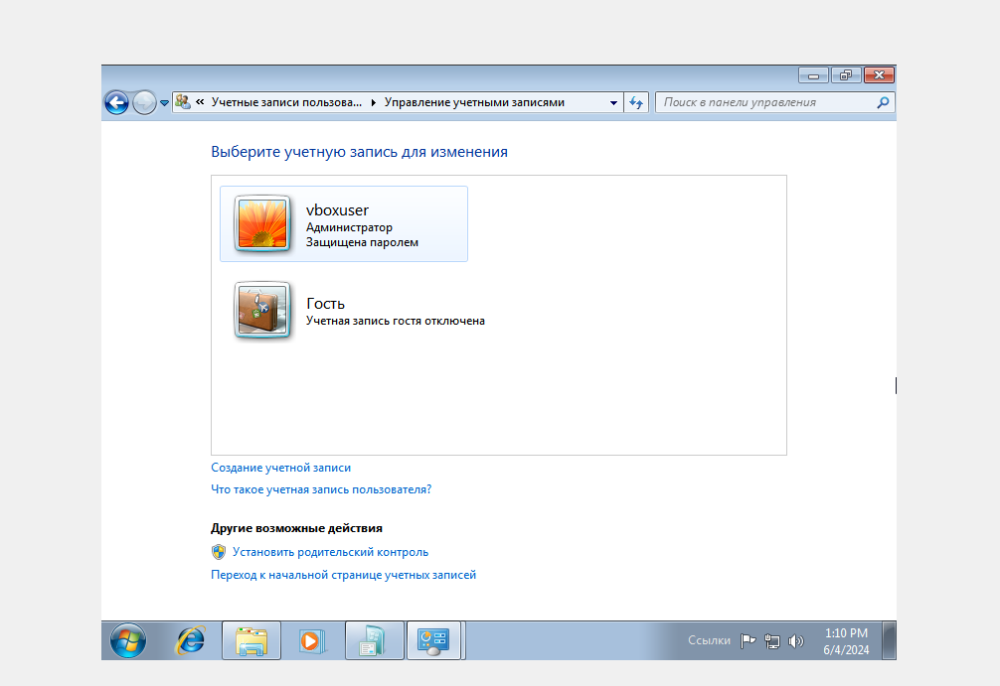 « Учетные записи пользова... Управление учетными записями
Поиск в панели управления
Выберите учетную запись для изменения
vboxuser
Администратор
Защищена паролем
Гость
Учетная запись гостя отключена
Создание учетной записи
Что такое учетная запись пользователя?
Другие возможные действия
Установить родительский контроль
Переход к начальной странице учетных записей
Ссылки
1:10 PM
6/4/2024